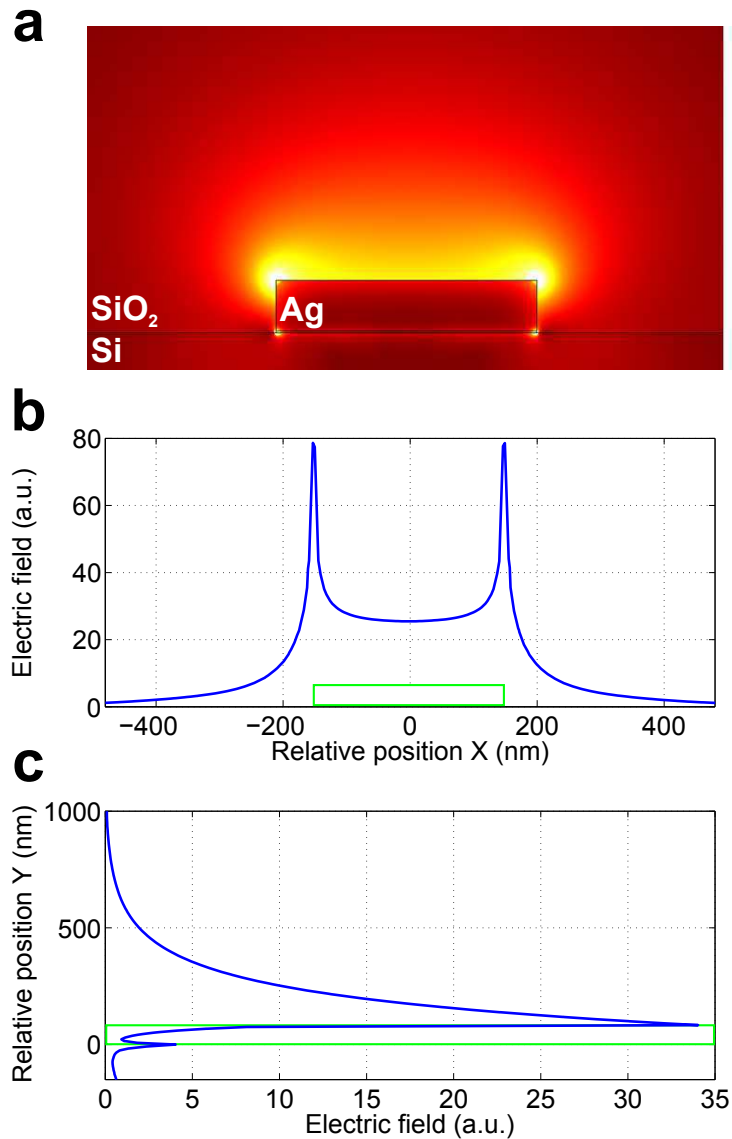 a
SiO₂
Ag
Si
b
Electric field (a.u.)
80
60
40
20
0
−400 −200 0 200 400
Relative position X (nm)
c
Relative position Y (nm)
1000
500
0
0 5 10 15 20 25 30 35
Electric field (a.u.)